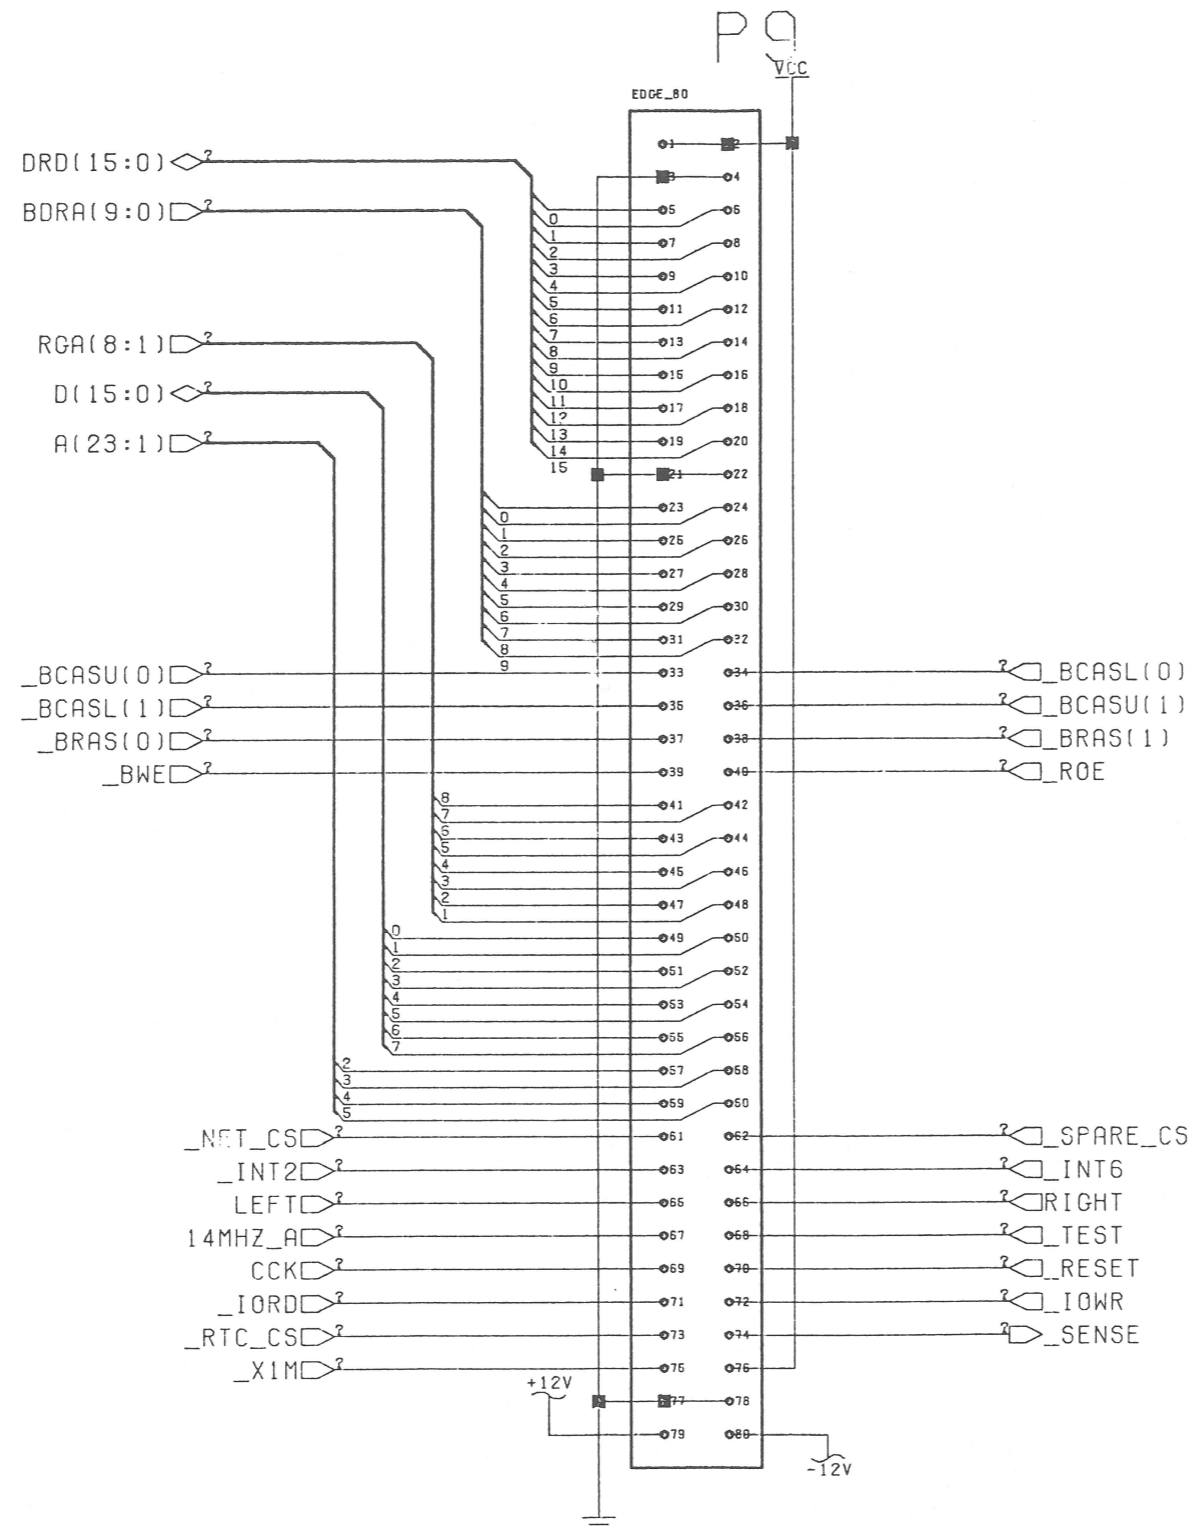 P9
VCC
EDGE_80
1 2
DRD(15:0) ?
3 4
BDRA(9:0) ?
5 6
0
1 7 8
2
3 9 10
4
5 11 12
6
RGA(8:1) ?
7 13 14
8
9 15 16
10
D(15:0) ?
11 17 18
12
A(23:1) ?
13 19 20
14
15
21 22
23 24
0
1 25 26
2
3 27 28
4
5 29 30
6
7 31 32
8
9
_BCASU(0) ? 33 34 ? _BCASL(0)
_BCASL(1) ? 35 36 ? _BCASU(1)
_BRAS(0) ? 37 38 ? _BRAS(1)
_BWE ? 39 40 ? _ROE
8 41 42
7
6 43 44
5
4 45 46
3
2 47 48
1
0 49 50
1
2 51 52
3
4 53 54
5
6 55 56
7
2 57 58
3
4 59 60
5
_NET_CS ? 61 62 ? _SPARE_CS
_INT2 ? 63 64 ? _INT6
LEFT ? 65 66 ? RIGHT
14MHZ_A ? 67 68 ? _TEST
CCK ? 69 70 ? _RESET
_IORD ? 71 72 ? _IOWR
_RTC_CS ? 73 74 ? _SENSE
_X1M ? 75 76
+12V
77 78
79 80
-12V